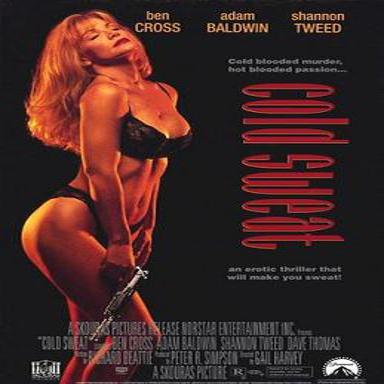 ben CROSS
adam BALDWIN
shannon TWEED
Cold blooded murder,
hot blooded passion...
cold sweat
an erotic thriller that
will make you sweat!
A SKOURAS PICTURES RELEASE NORSTAR ENTERTAINMENT INC.
"COLD SWEAT" BEN CROSS ADAM BALDWIN SHANNON TWEED DAVE THOMAS
RICHARD BEATTIE PETER R. SIMPSON GAIL HARVEY
A SKOURAS PICTURE R